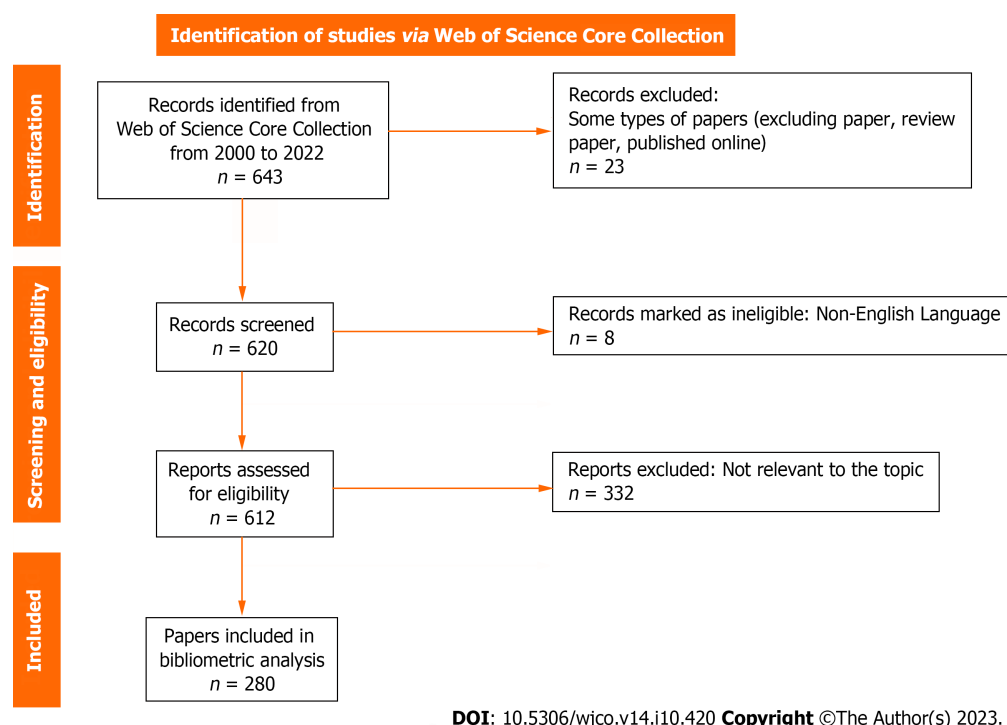 Identification of studies via Web of Science Core Collection
Identification
Records identified from
Web of Science Core Collection
from 2000 to 2022
n = 643
Records excluded:
Some types of papers (excluding paper, review
paper, published online)
n = 23
Screening and eligibility
Records screened
n = 620
Records marked as ineligible: Non-English Language
n = 8
Reports assessed
for eligibility
n = 612
Reports excluded: Not relevant to the topic
n = 332
Included
Papers included in
bibliometric analysis
n = 280
DOI: 10.5306/wjco.v14.i10.420 Copyright ©The Author(s) 2023.